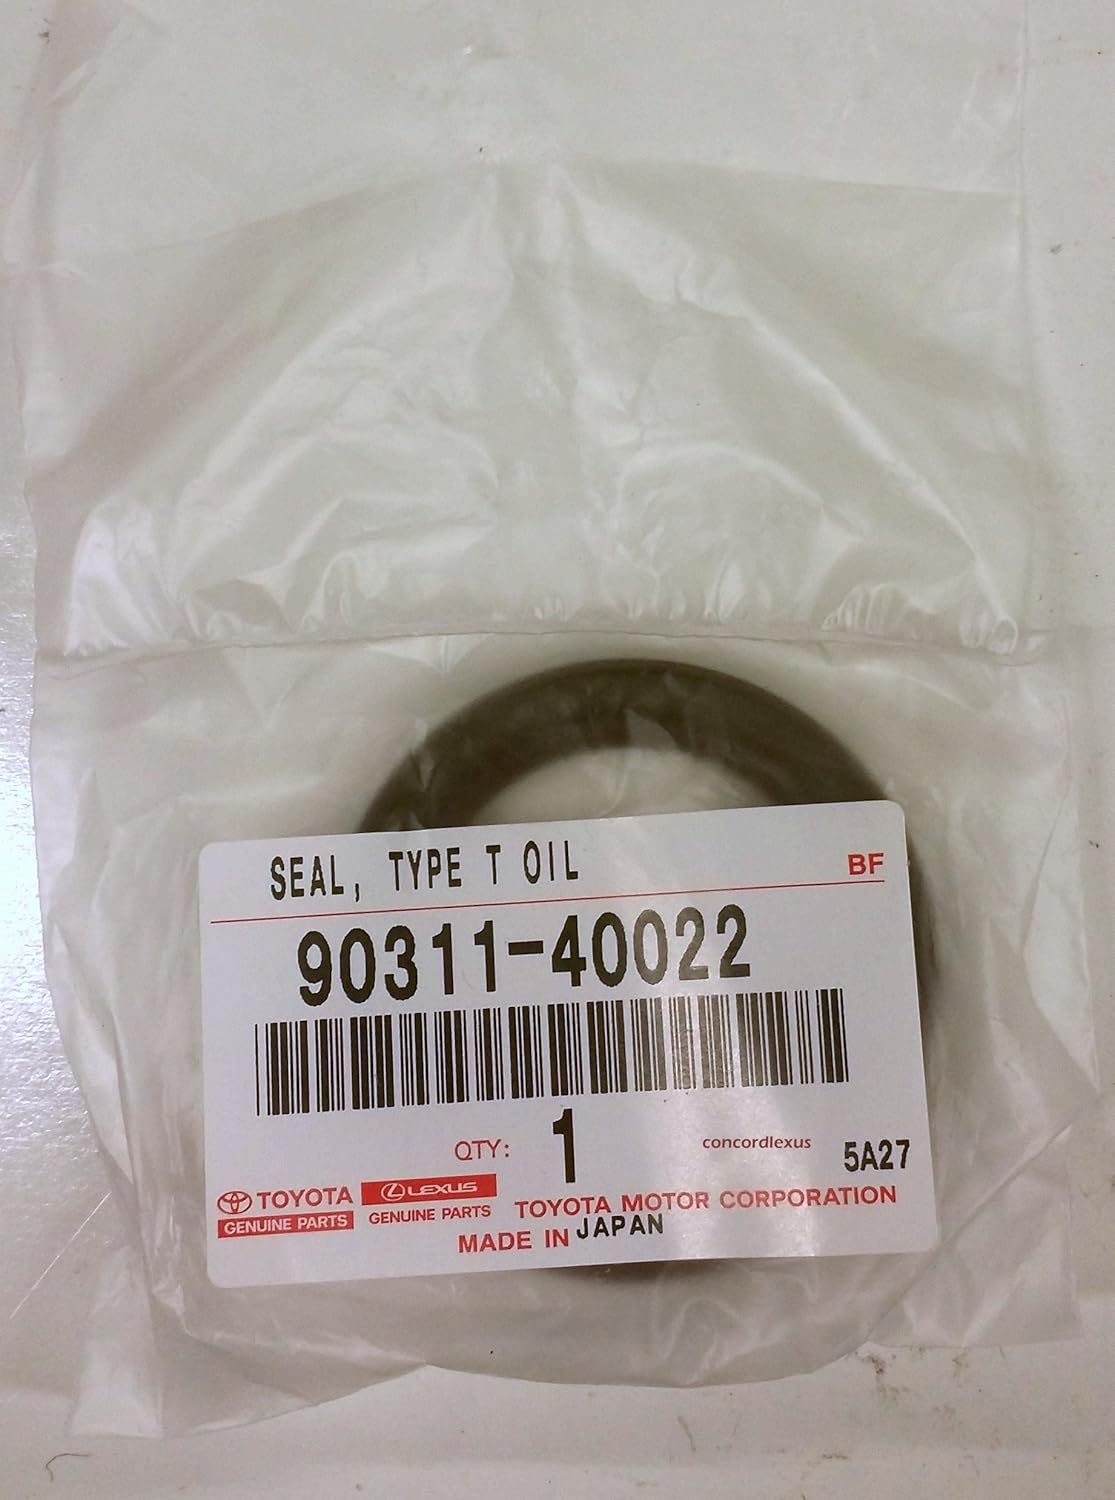 SEAL, TYPE T OIL BF
90311-40022
QTY: 1 concordlexus 5A27
TOYOTA LEXUS TOYOTA MOTOR CORPORATION
GENUINE PARTS GENUINE PARTS MADE IN JAPAN